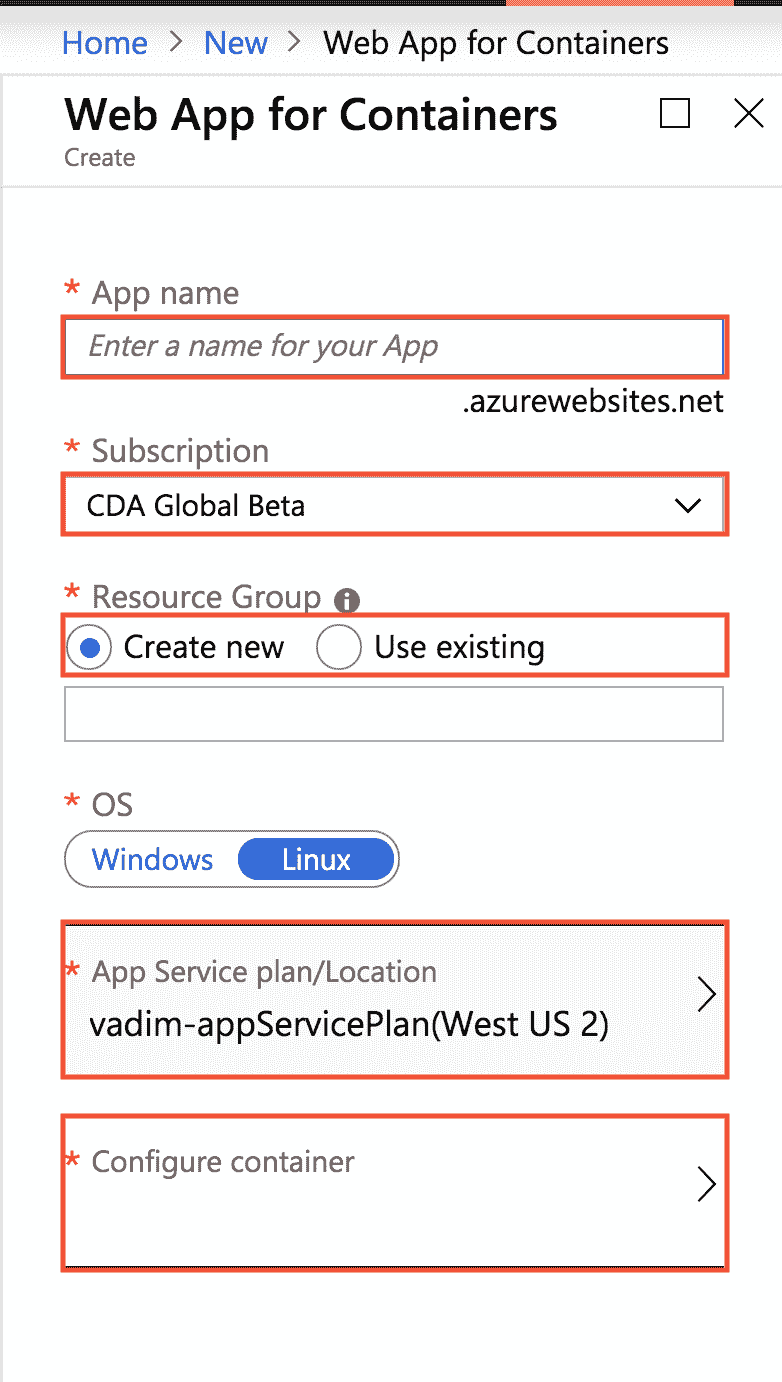 Home > New > Web App for Containers
Web App for Containers
Create
* App name
Enter a name for your App
.azurewebsites.net
* Subscription
CDA Global Beta
* Resource Group i
Create new Use existing
* OS
Windows Linux
* App Service plan/Location
vadim-appServicePlan(West US 2)
* Configure container